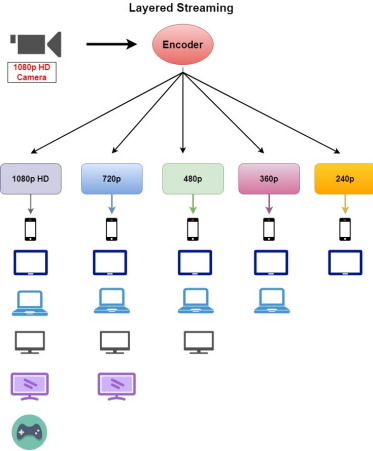 Layered Streaming
Encoder
1080p HD
Camera
1080p HD
720p
480p
360p
240p